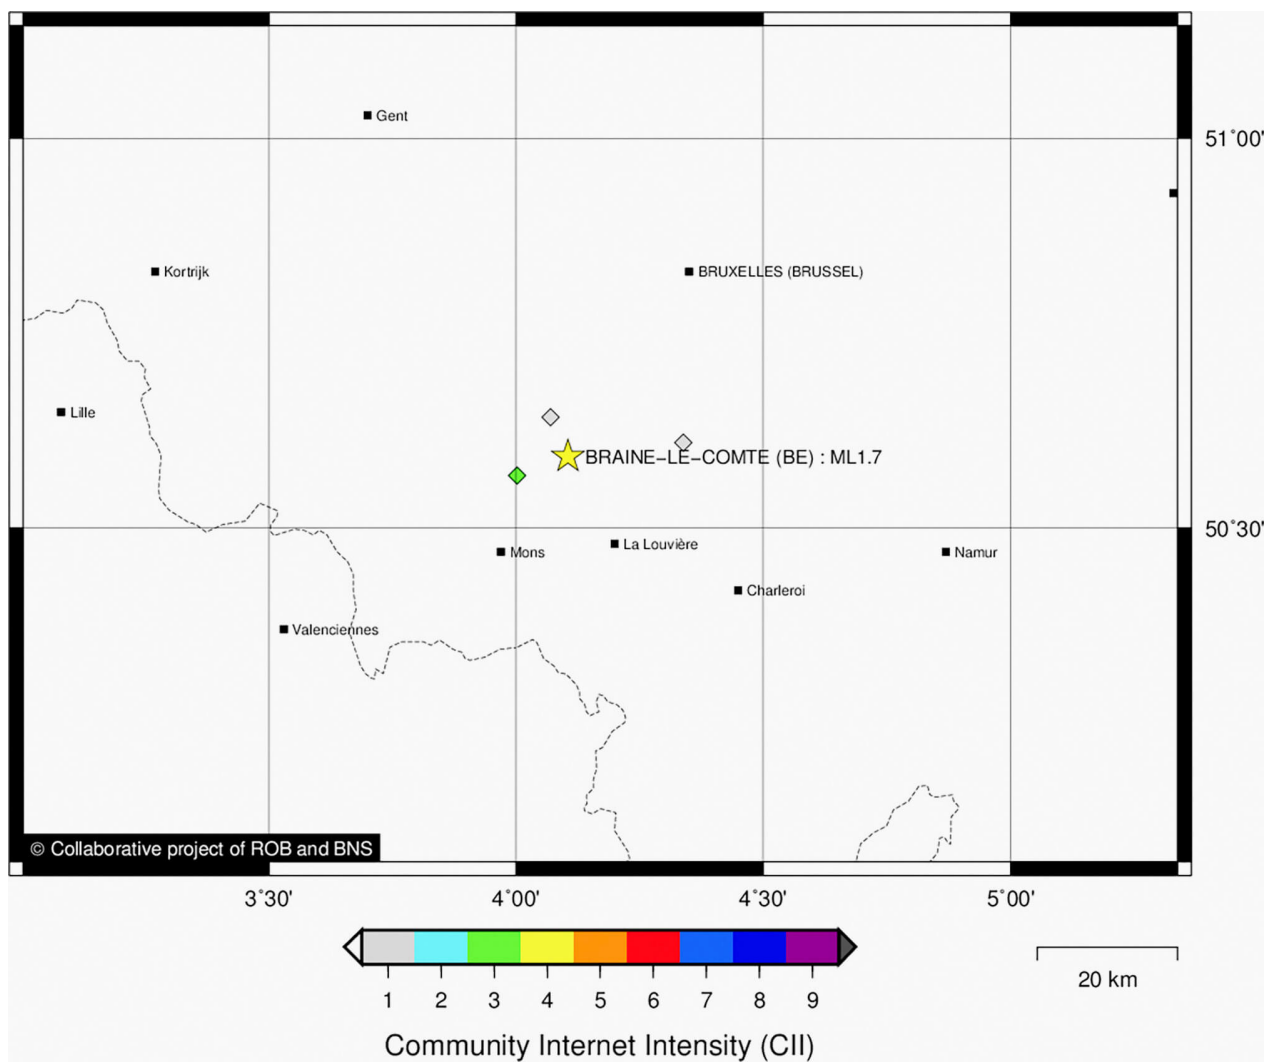 Gent
51°00'
Kortrijk
BRUXELLES (BRUSSEL)
Lille
BRAINE−LE−COMTE (BE) : ML1.7
50°30'
Mons
La Louvière
Namur
Charleroi
Valenciennes
© Collaborative project of ROB and BNS
3°30' 4°00' 4°30' 5°00'
1 2 3 4 5 6 7 8 9
20 km
Community Internet Intensity (CII)